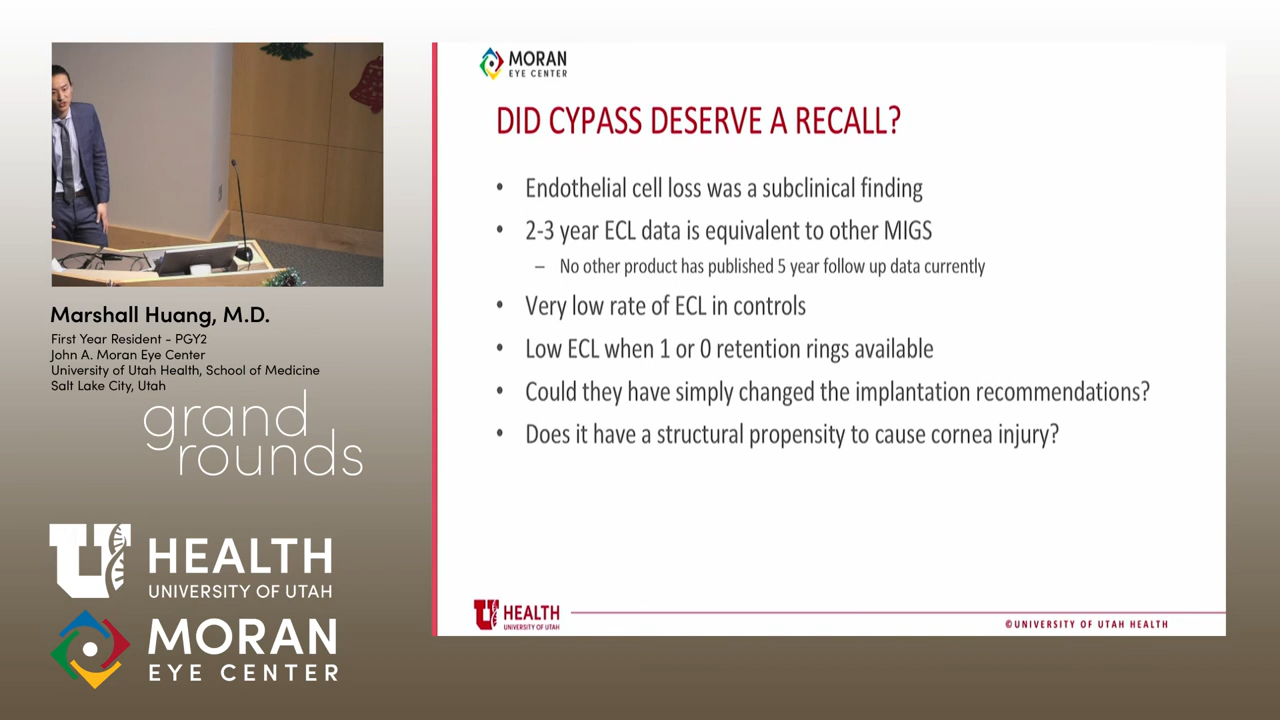 Marshall Huang, M.D.
First Year Resident - PGY2
John A. Moran Eye Center
University of Utah Health, School of Medicine
Salt Lake City, Utah
grand
rounds
U HEALTH
UNIVERSITY OF UTAH
MORAN
EYE CENTER
MORAN
EYE CENTER
DID CYPASS DESERVE A RECALL?
• Endothelial cell loss was a subclinical finding
• 2-3 year ECL data is equivalent to other MIGS
– No other product has published 5 year follow up data currently
• Very low rate of ECL in controls
• Low ECL when 1 or 0 retention rings available
• Could they have simply changed the implantation recommendations?
• Does it have a structural propensity to cause cornea injury?
U HEALTH
UNIVERSITY OF UTAH
©UNIVERSITY OF UTAH HEALTH